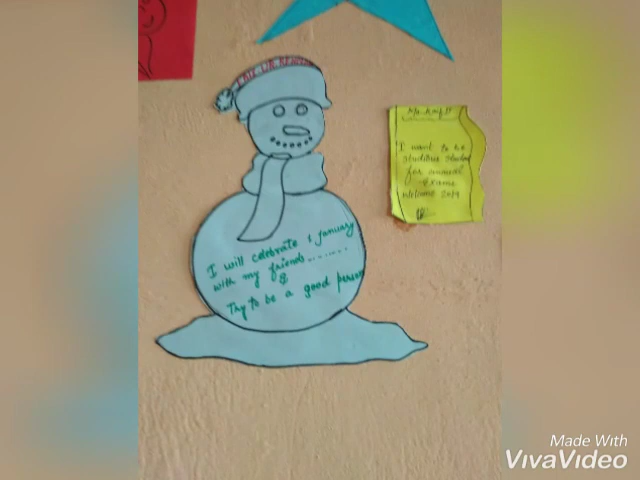 I will celebrate 1 January
with my friends........
&
Try to be a good person
I want to be
studious student
for annual
exams
welcome 2019
Made With
VivaVideo